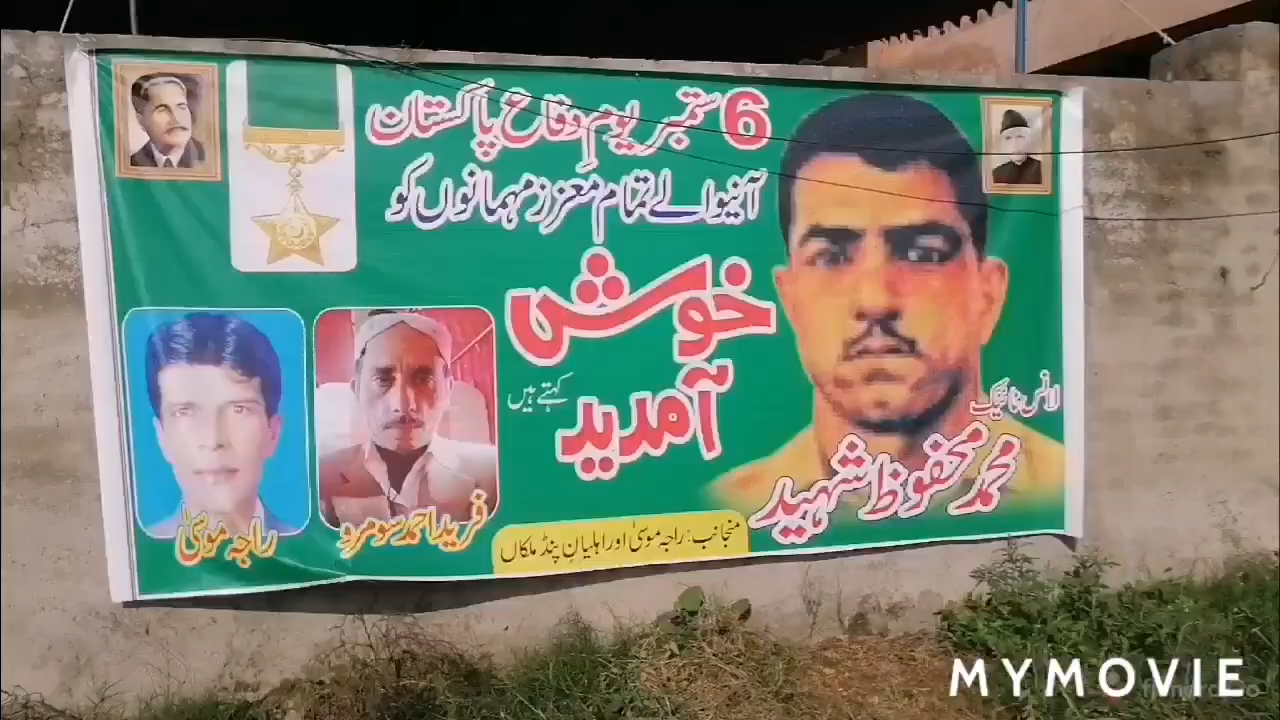 6 ستمبر یومِ دفاع پاکستان
آنیوالے تمام معزز مہمانوں کو
خوش
آمدید
کہتے ہیں
لانس نائیک
محمد محفوظ شہید
راجہ موسیٰ
فرید احمد سومرو
منجانب: راجہ موسیٰ اور اہلیانِ پنڈ ملکاں
MYMOVIE